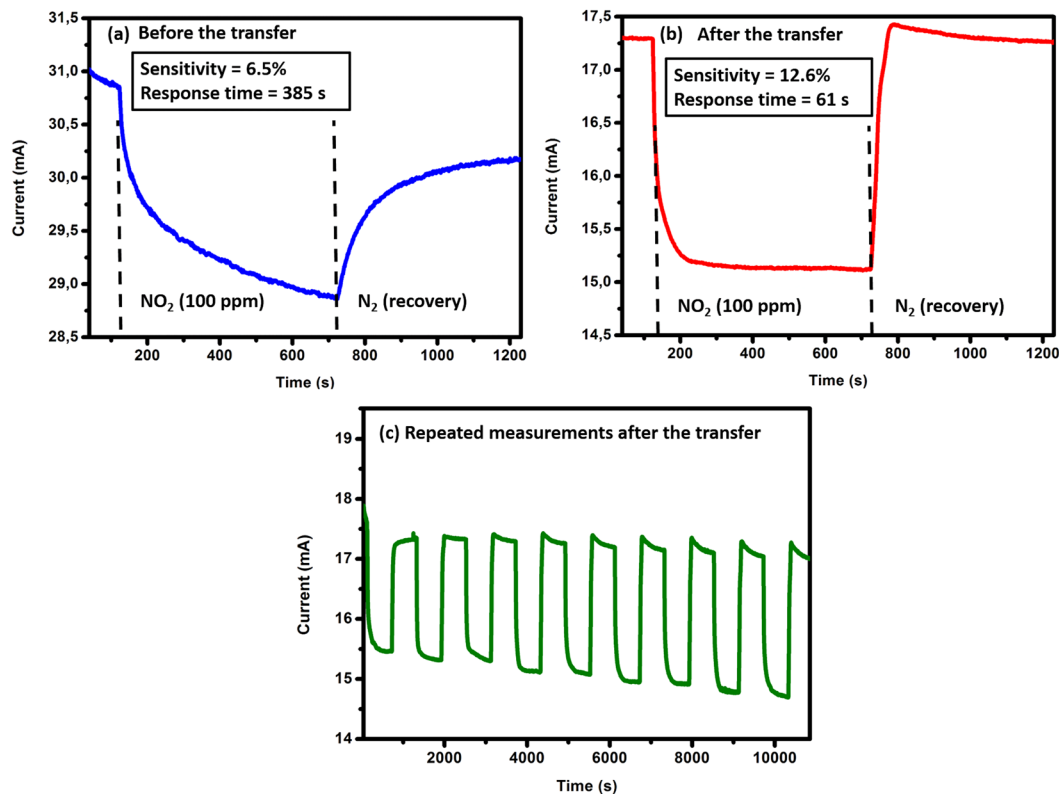 (a) Before the transfer
Sensitivity = 6.5%
Response time = 385 s
31,5
31,0
30,5
30,0
29,5
29,0
28,5
Current (mA)
NO₂ (100 ppm)
N₂ (recovery)
200 400 600 800 1000 1200
Time (s)
(b) After the transfer
Sensitivity = 12.6%
Response time = 61 s
17,5
17,0
16,5
16,0
15,5
15,0
14,5
Current (mA)
NO₂ (100 ppm)
N₂ (recovery)
200 400 600 800 1000 1200
Time (s)
(c) Repeated measurements after the transfer
19
18
17
16
15
14
Current (mA)
2000 4000 6000 8000 10000
Time (s)